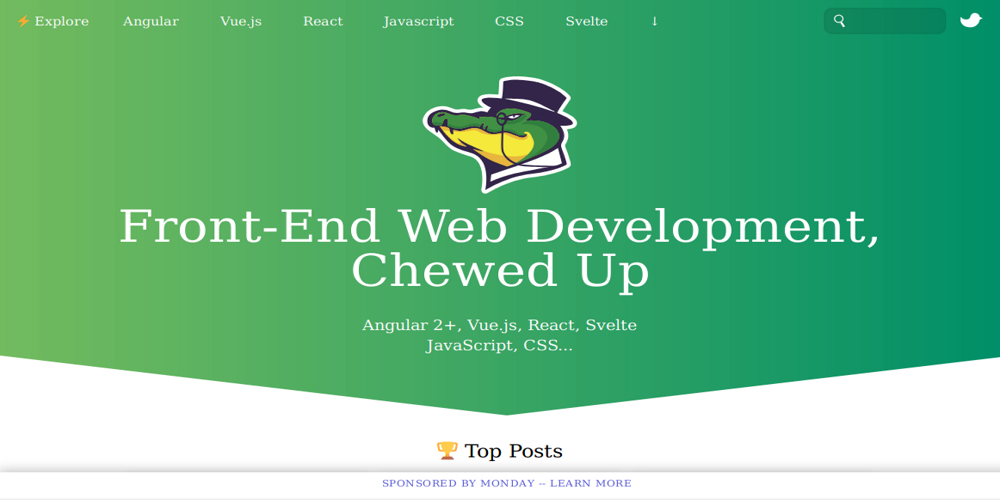 ⚡ Explore Angular Vue.js React Javascript CSS Svelte ↓
Front-End Web Development,
Chewed Up
Angular 2+, Vue.js, React, Svelte
JavaScript, CSS...
🏆 Top Posts
SPONSORED BY MONDAY -- LEARN MORE